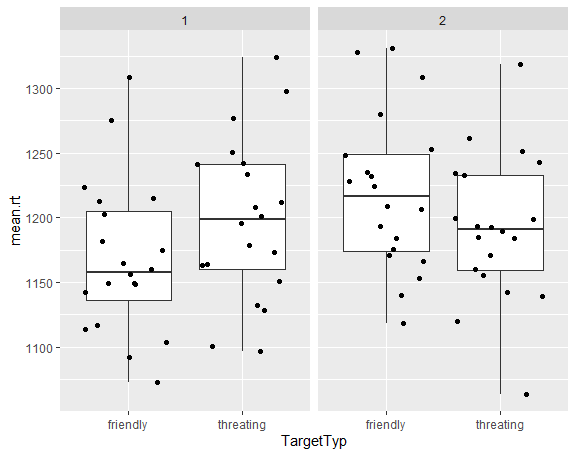 1 2
mean.rt
1300
1250
1200
1150
1100
friendly threating friendly threating
TargetTyp